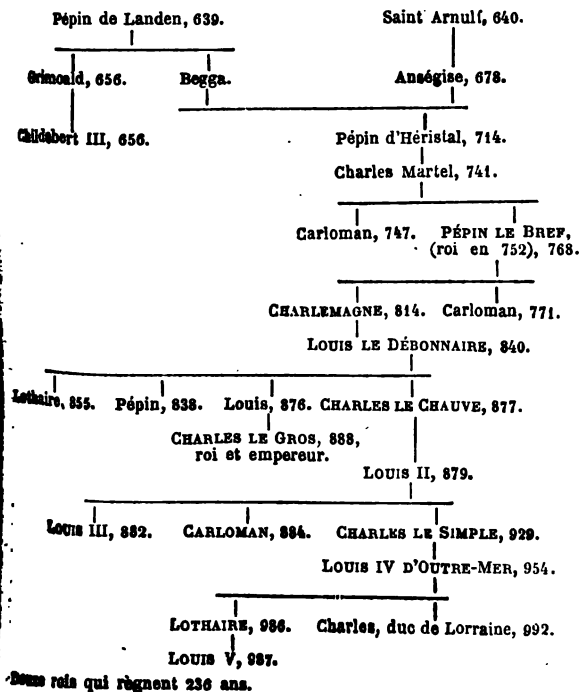 Pépin de Landen, 639. Saint Arnulf, 640.
Grimoald, 656. Begga. Anségise, 678.
Childebert III, 656. Pépin d'Héristal, 714.
Charles Martel, 741.
Carloman, 747. PÉPIN LE BREF,
(roi en 752), 768.
CHARLEMAGNE, 814. Carloman, 771.
LOUIS LE DÉBONNAIRE, 840.
Lothaire, 855. Pépin, 838. Louis, 876. CHARLES LE CHAUVE, 877.
CHARLES LE GROS, 888,
roi et empereur.
LOUIS II, 879.
LOUIS III, 882. CARLOMAN, 884. CHARLES LE SIMPLE, 929.
LOUIS IV D'OUTRE-MER, 954.
LOTHAIRE, 986. Charles, duc de Lorraine, 992.
LOUIS V, 987.
Douze rois qui règnent 236 ans.